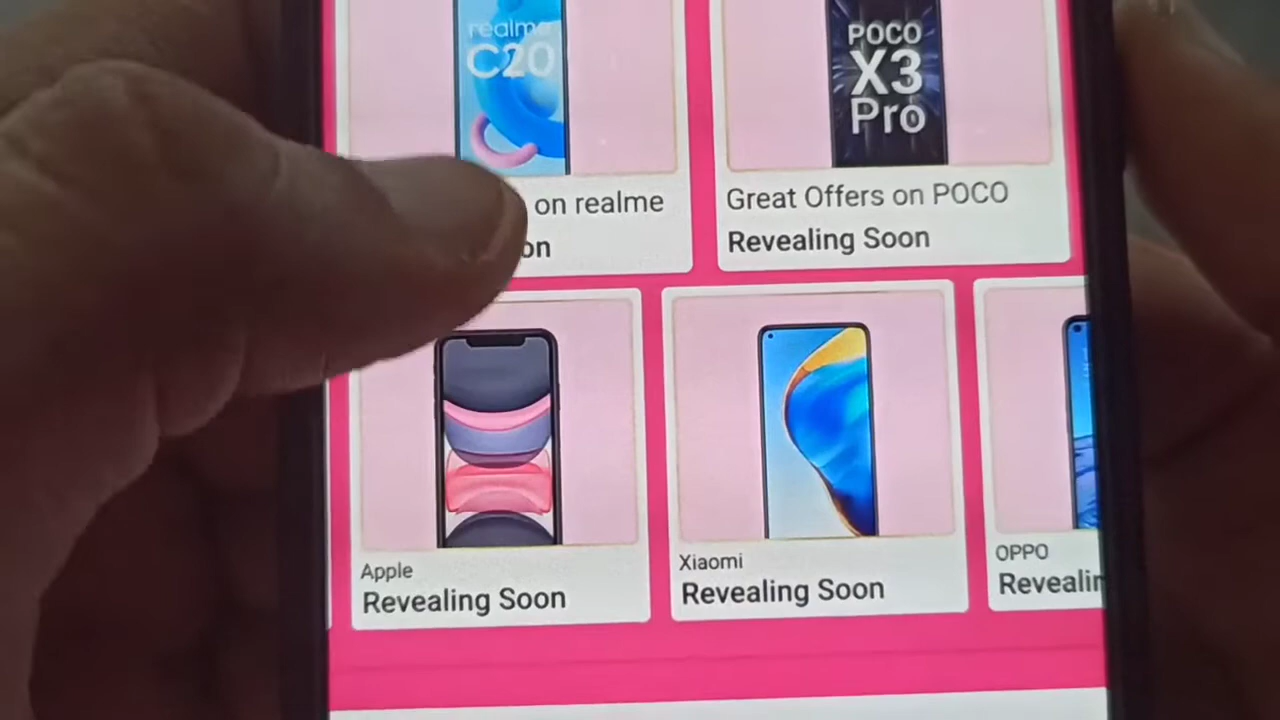 realme
C20
POCO
X3
Pro
on realme
on
Great Offers on POCO
Revealing Soon
Apple
Revealing Soon
Xiaomi
Revealing Soon
OPPO
Revealin